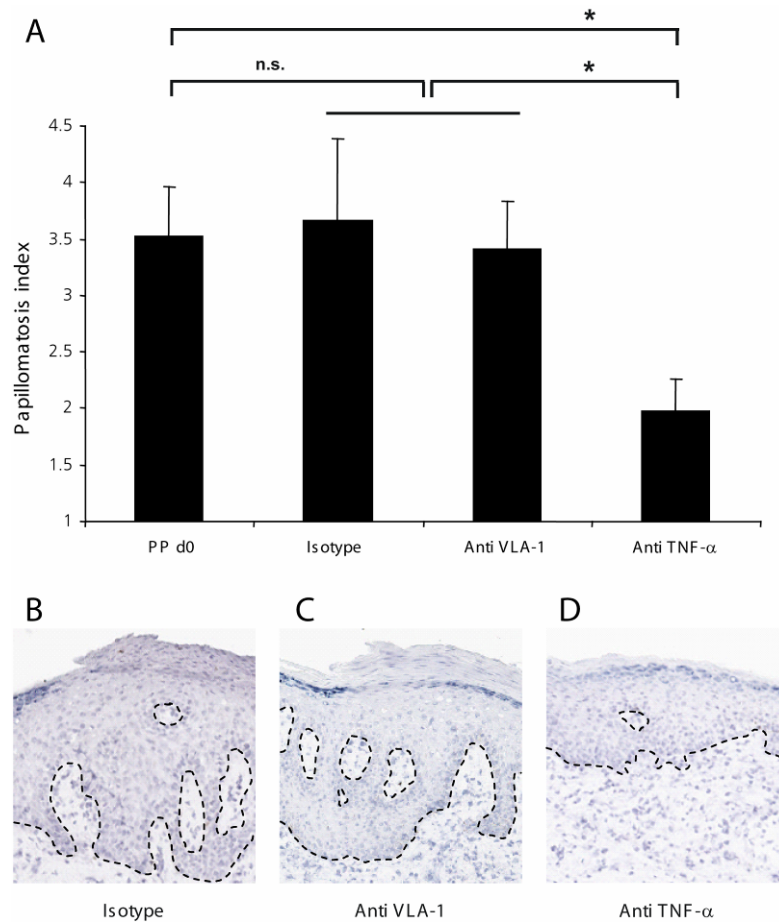 A
*
n.s.
*
4.5
4
3.5
3
2.5
2
1.5
1
Papillomatosis index
PP d0 Isotype Anti VLA-1 Anti TNF-α
B C D
Isotype Anti VLA-1 Anti TNF-α